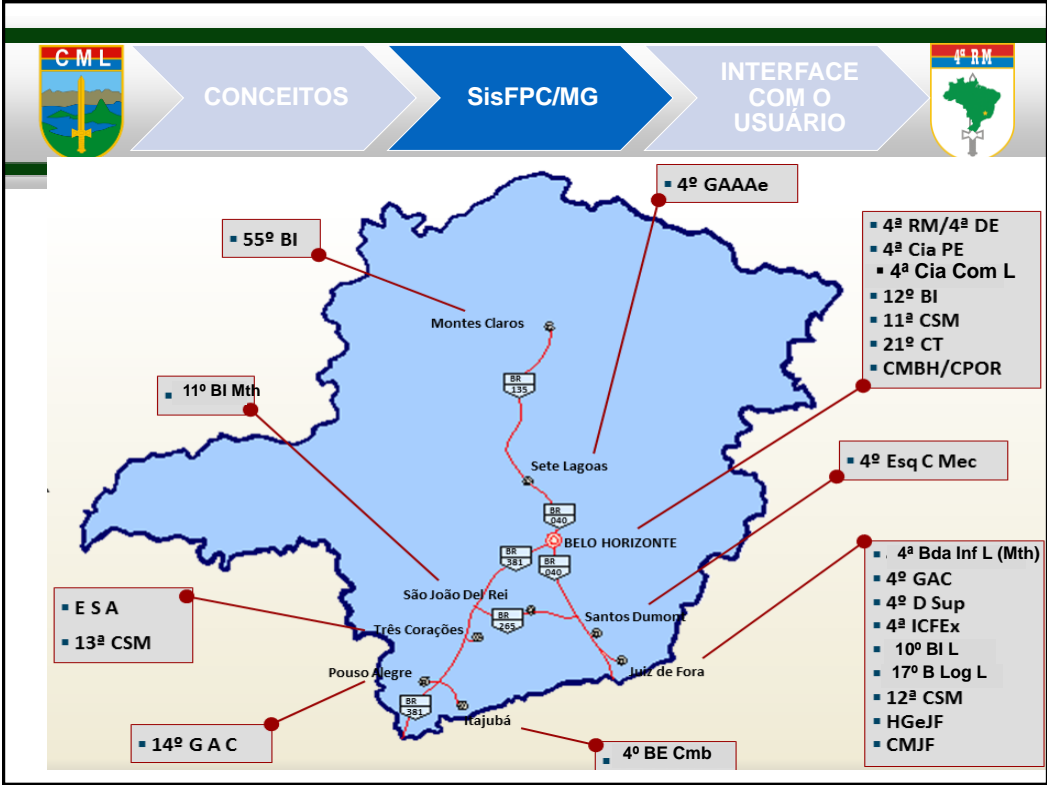 C M L
CONCEITOS
SisFPC/MG
INTERFACE
COM O
USUÁRIO
4ª R M
▪ 4º GAAAe
▪ 55º BI
▪ 4ª RM/4ª DE
▪ 4ª Cia PE
▪ 4ª Cia Com L
▪ 12º BI
▪ 11ª CSM
▪ 21º CT
▪ CMBH/CPOR
Montes Claros
BR
135
▪ 11º BI Mth
Sete Lagoas
▪ 4º Esq C Mec
BR
040
BELO HORIZONTE
BR
381
BR
040
▪ 4ª Bda Inf L (Mth)
▪ 4º GAC
▪ 4º D Sup
▪ 4ª ICFEx
▪ 10º BI L
▪ 17º B Log L
▪ 12ª CSM
▪ HGeJF
▪ CMJF
São João Del Rei
BR
265
Santos Dumont
▪ E S A
▪ 13ª CSM
Três Corações
Juiz de Fora
Pouso Alegre
BR
381
Itajubá
▪ 14º G A C
▪ 4º BE Cmb